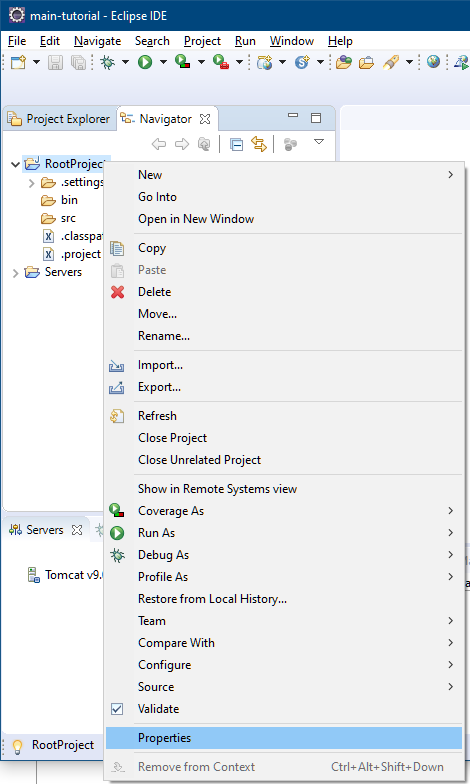 main-tutorial - Eclipse IDE
File Edit Navigate Search Project Run Window Help
Project Explorer Navigator
RootProject
New
.settings
Go Into
bin
Open in New Window
src
Copy
.classpa
Paste
.project
Delete
Servers
Move...
Rename...
Import...
Export...
Refresh
Close Project
Close Unrelated Project
Show in Remote Systems view
Coverage As
Servers
Run As
Debug As
Tomcat v9.
Profile As
Restore from Local History...
Team
Compare With
Configure
Source
Validate
Properties
RootProject
Remove from Context Ctrl+Alt+Shift+Down